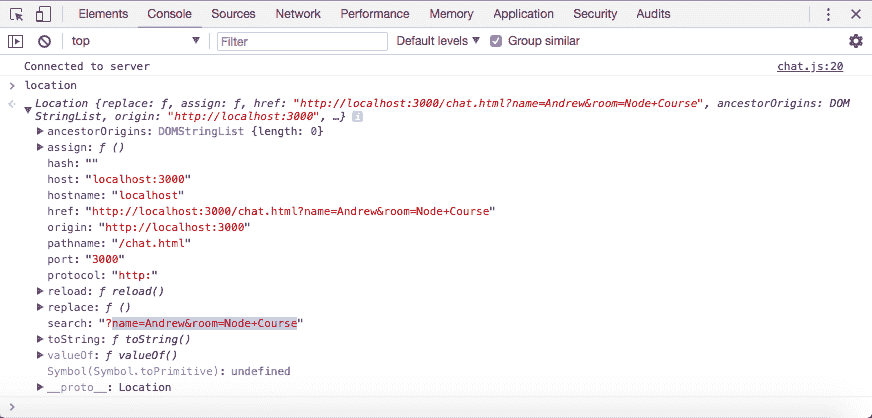 Elements Console Sources Network Performance Memory Application Security Audits
top Filter Default levels Group similar
Connected to server chat.js:20
location
Location {replace: ƒ, assign: ƒ, href: "http://localhost:3000/chat.html?name=Andrew&room=Node+Course", ancestorOrigins: DOM
StringList, origin: "http://localhost:3000", …}
ancestorOrigins: DOMStringList {length: 0}
assign: ƒ ()
hash: ""
host: "localhost:3000"
hostname: "localhost"
href: "http://localhost:3000/chat.html?name=Andrew&room=Node+Course"
origin: "http://localhost:3000"
pathname: "/chat.html"
port: "3000"
protocol: "http:"
reload: ƒ reload()
replace: ƒ ()
search: "?name=Andrew&room=Node+Course"
toString: ƒ toString()
valueOf: ƒ valueOf()
Symbol(Symbol.toPrimitive): undefined
__proto__: Location